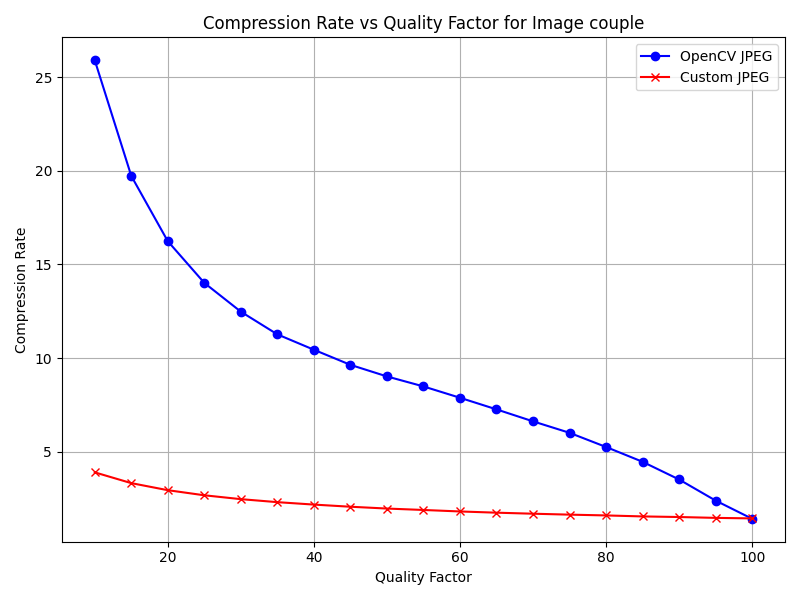 Compression Rate vs Quality Factor for Image couple
OpenCV JPEG
Custom JPEG
Compression Rate
25
20
15
10
5
20 40 60 80 100
Quality Factor